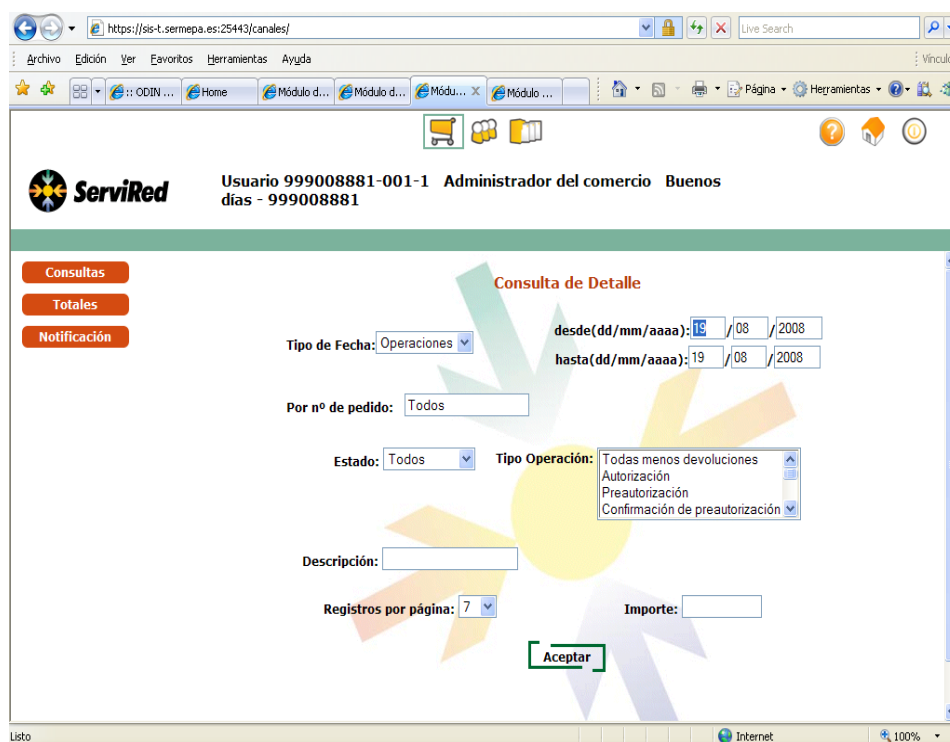 https://sis-t.sermepa.es:25443/canales/
Live Search
Archivo Edición Ver Favoritos Herramientas Ayuda
:: ODIN ... Home Módulo d... Módulo d... Módu... X Módulo ... Página Herramientas
ServiRed
Usuario 999008881-001-1 Administrador del comercio Buenos
días - 999008881
Consultas
Totales
Notificación
Consulta de Detalle
Tipo de Fecha: Operaciones
desde(dd/mm/aaaa): 19 / 08 / 2008
hasta(dd/mm/aaaa): 19 / 08 / 2008
Por nº de pedido: Todos
Estado: Todos
Tipo Operación: Todas menos devoluciones
Autorización
Preautorización
Confirmación de preautorización
Descripción:
Registros por página: 7
Importe:
Aceptar
Listo Internet 100%